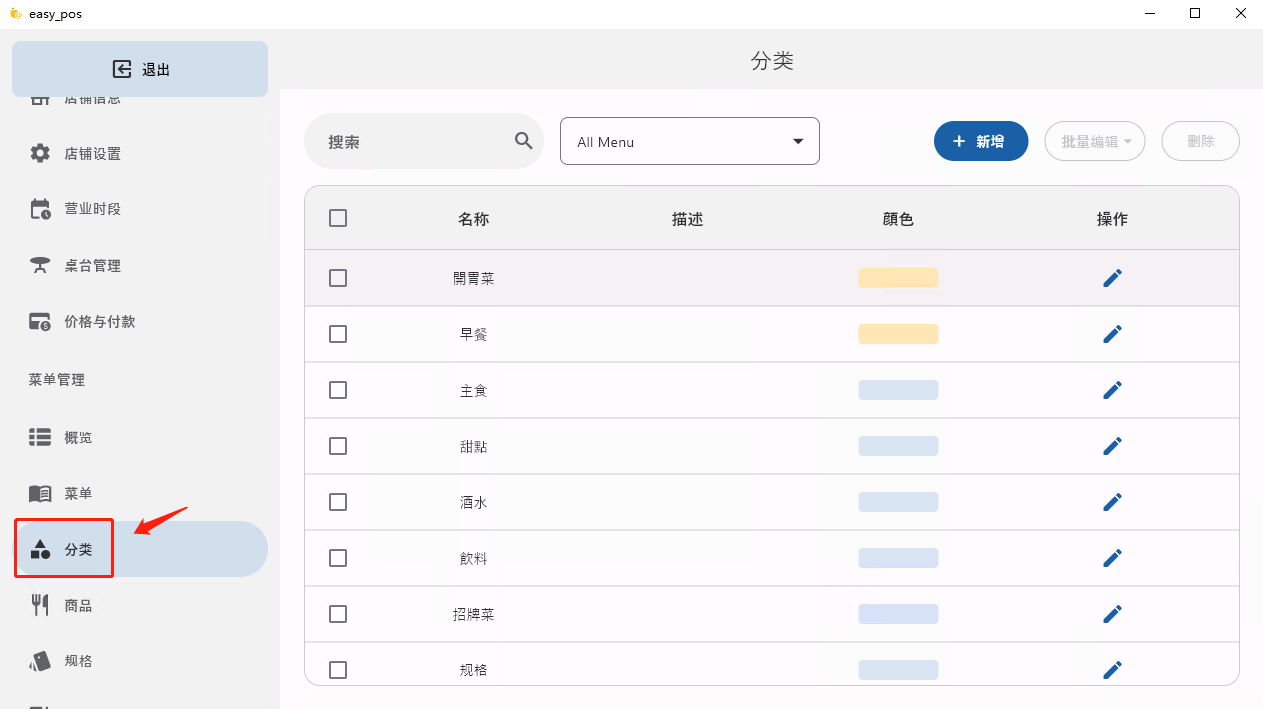 easy_pos
退出
店铺信息
店铺设置
营业时段
桌台管理
价格与付款
菜单管理
概览
菜单
分类
商品
规格
分类
搜索
All Menu
新增
批量编辑
删除
名称 描述 顔色 操作
開胃菜
早餐
主食
甜點
酒水
飲料
招牌菜
规格